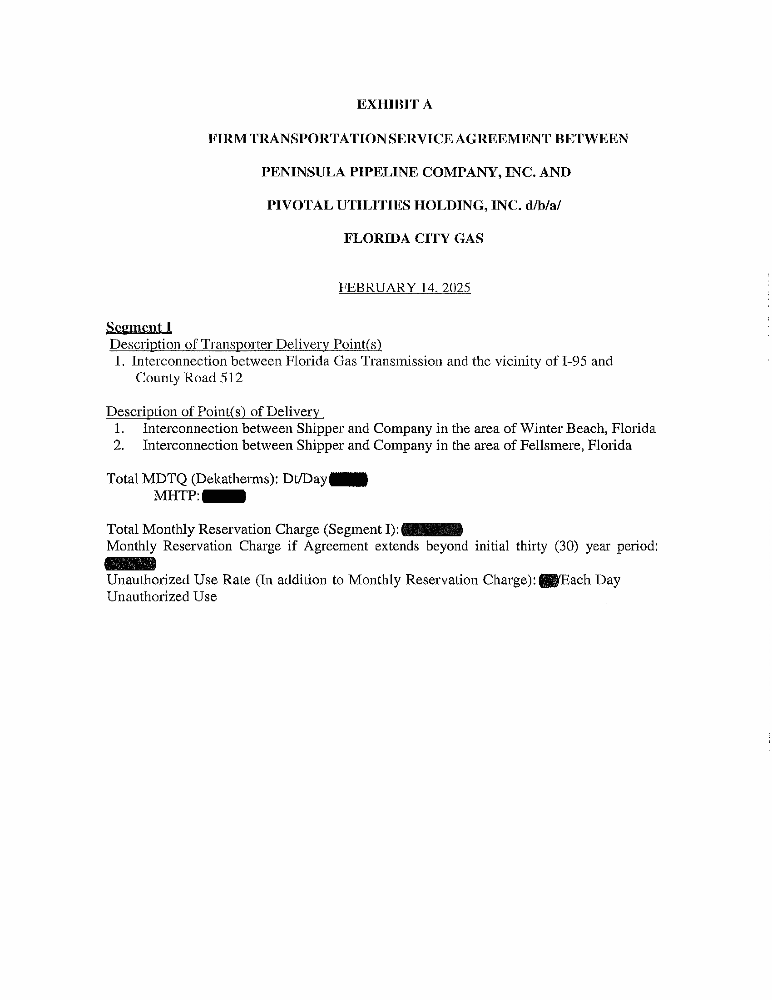 EXHIBIT A
FIRM TRANSPORTATION SERVICE AGREEMENT BETWEEN
PENINSULA PIPELINE COMPANY, INC. AND
PIVOTAL UTILITIES HOLDING, INC. d/b/a/
FLORIDA CITY GAS
FEBRUARY 14, 2025
Segment I
Description of Transporter Delivery Point(s)
1. Interconnection between Florida Gas Transmission and the vicinity of I-95 and
County Road 512
Description of Point(s) of Delivery
1. Interconnection between Shipper and Company in the area of Winter Beach, Florida
2. Interconnection between Shipper and Company in the area of Fellsmere, Florida
Total MDTQ (Dekatherms): Dt/Day
MHTP:
Total Monthly Reservation Charge (Segment I):
Monthly Reservation Charge if Agreement extends beyond initial thirty (30) year period:
Unauthorized Use Rate (In addition to Monthly Reservation Charge): /Each Day
Unauthorized Use